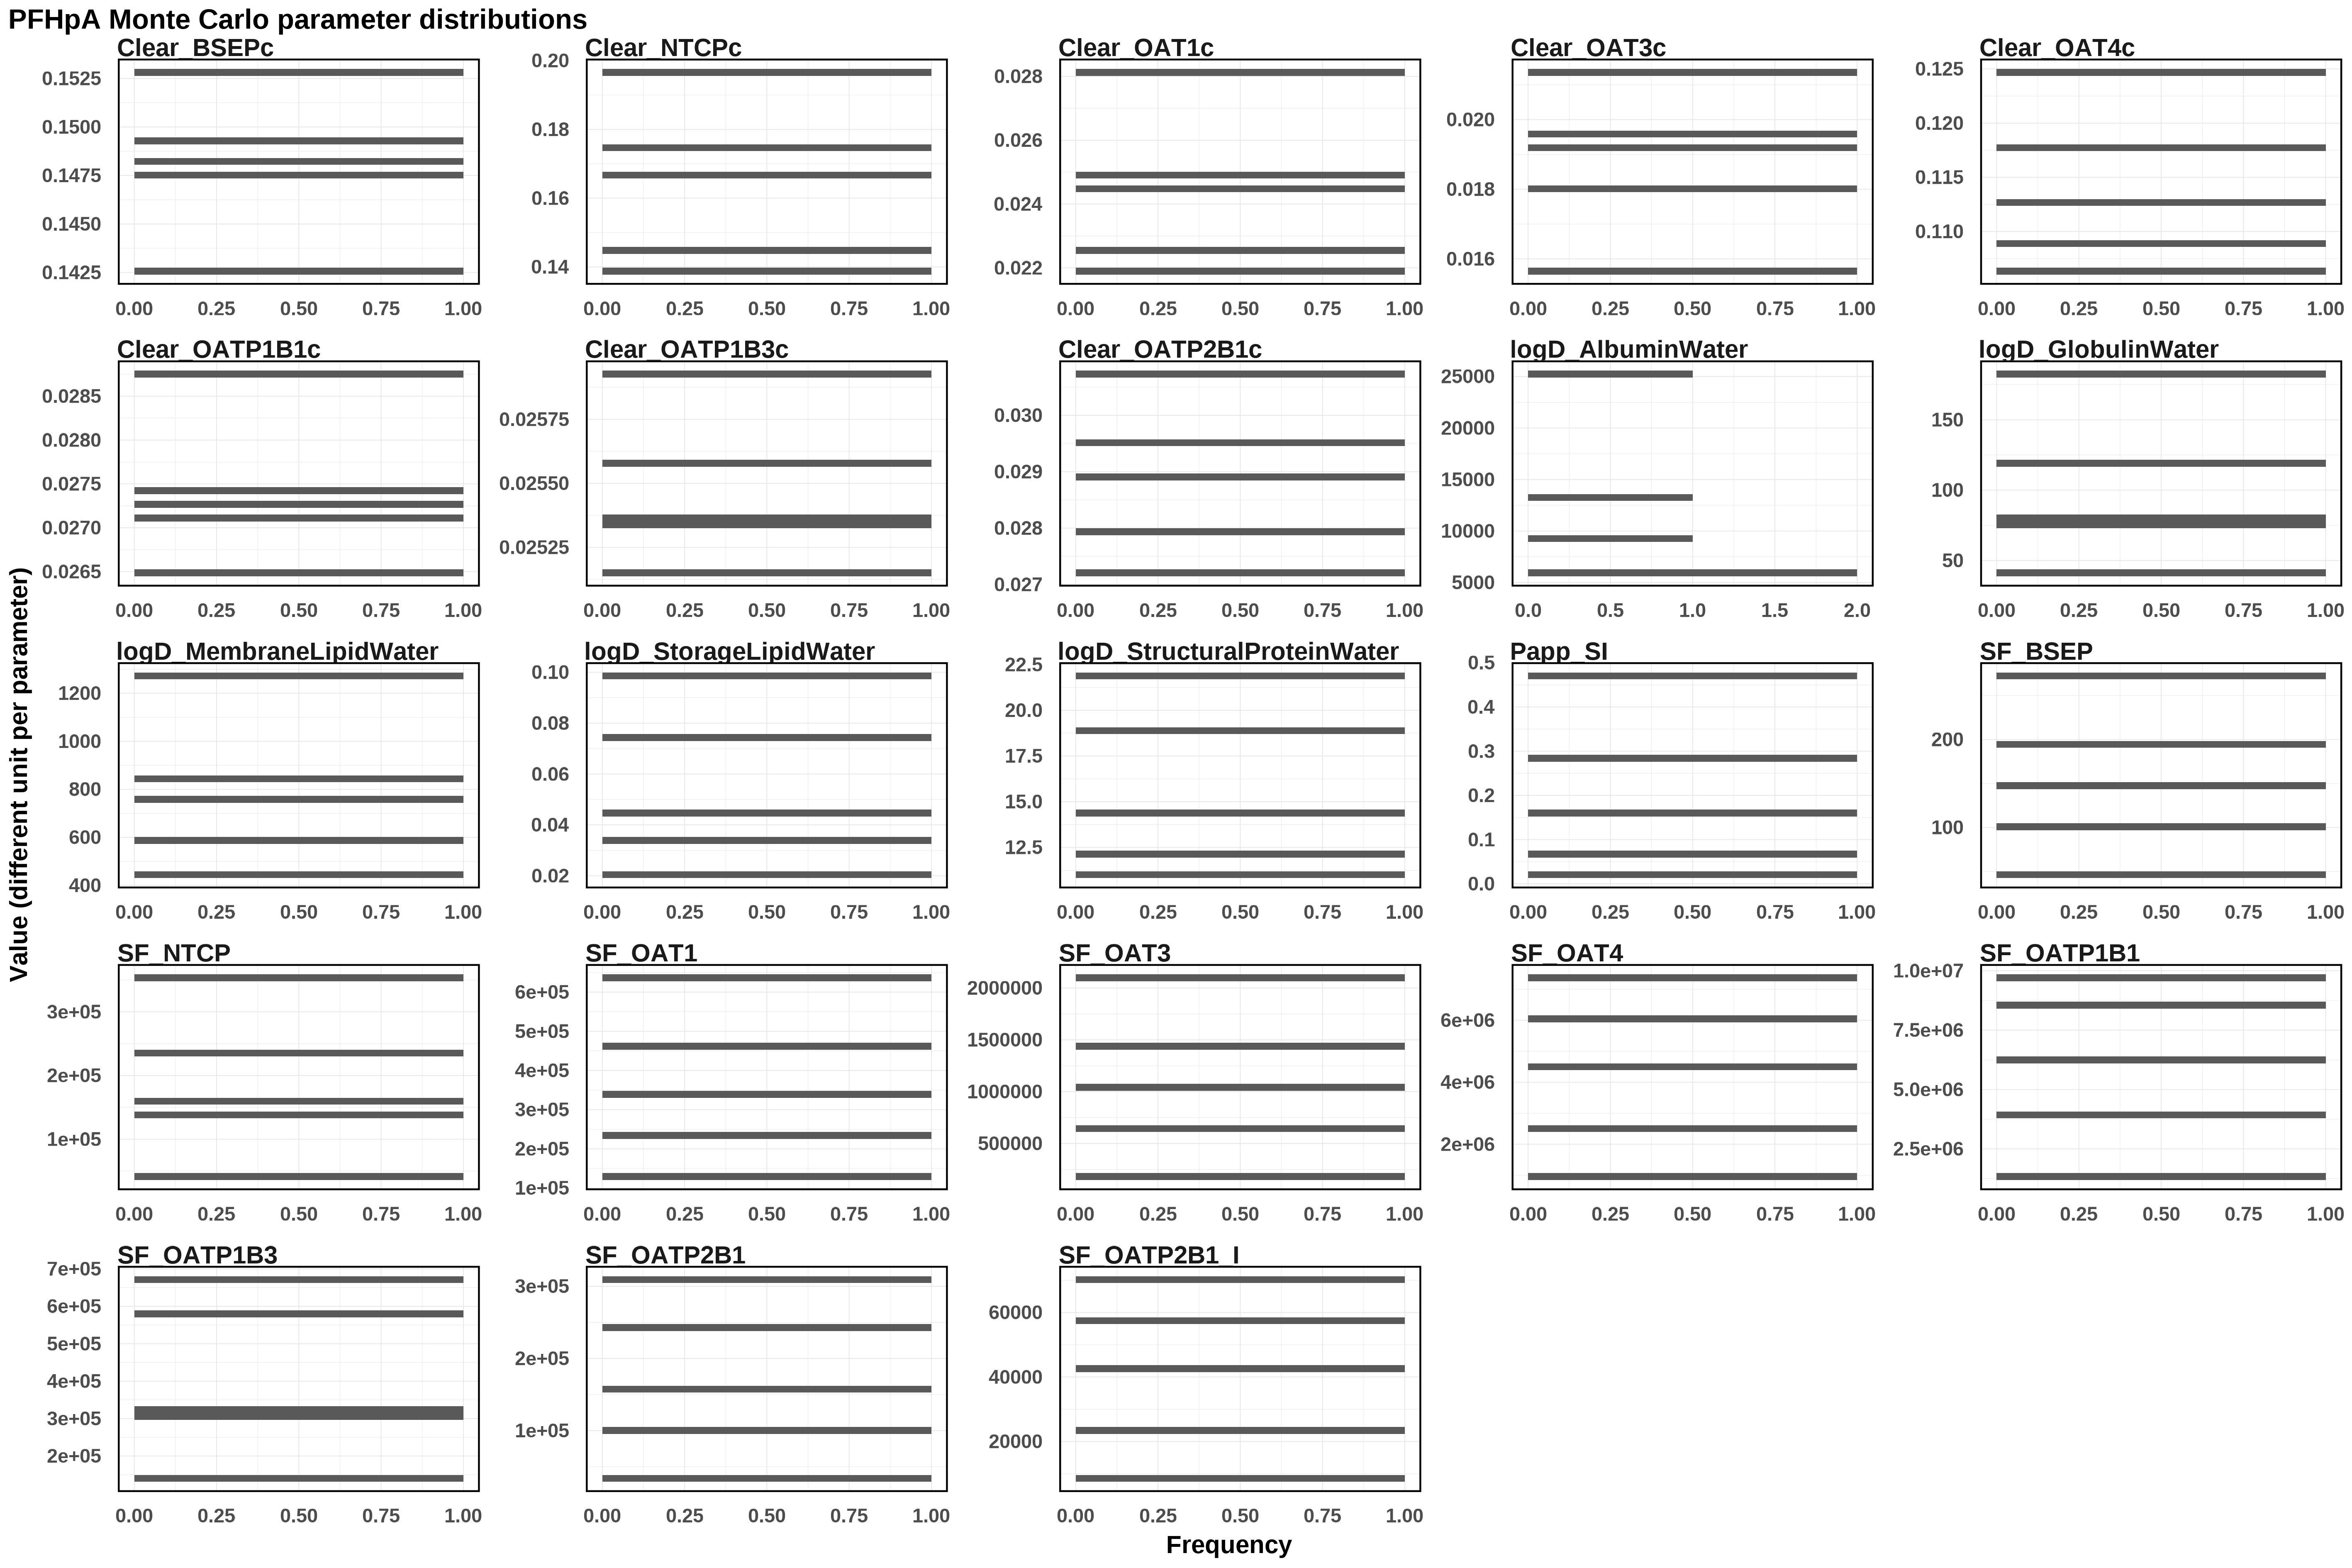 PFHpA Monte Carlo parameter distributions
Clear_BSEPc
0.1525
0.1500
0.1475
0.1450
0.1425
0.00 0.25 0.50 0.75 1.00
Clear_NTCPc
0.20
0.18
0.16
0.14
0.00 0.25 0.50 0.75 1.00
Clear_OAT1c
0.028
0.026
0.024
0.022
0.00 0.25 0.50 0.75 1.00
Clear_OAT3c
0.020
0.018
0.016
0.00 0.25 0.50 0.75 1.00
Clear_OAT4c
0.125
0.120
0.115
0.110
0.00 0.25 0.50 0.75 1.00
Clear_OATP1B1c
0.0285
0.0280
0.0275
0.0270
0.0265
0.00 0.25 0.50 0.75 1.00
Clear_OATP1B3c
0.02575
0.02550
0.02525
0.00 0.25 0.50 0.75 1.00
Clear_OATP2B1c
0.030
0.029
0.028
0.027
0.00 0.25 0.50 0.75 1.00
logD_AlbuminWater
25000
20000
15000
10000
5000
0.0 0.5 1.0 1.5 2.0
logD_GlobulinWater
150
100
50
0.00 0.25 0.50 0.75 1.00
logD_MembraneLipidWater
1200
1000
800
600
400
0.00 0.25 0.50 0.75 1.00
logD_StorageLipidWater
0.10
0.08
0.06
0.04
0.02
0.00 0.25 0.50 0.75 1.00
logD_StructuralProteinWater
22.5
20.0
17.5
15.0
12.5
0.00 0.25 0.50 0.75 1.00
Papp_SI
0.5
0.4
0.3
0.2
0.1
0.0
0.00 0.25 0.50 0.75 1.00
SF_BSEP
200
100
0.00 0.25 0.50 0.75 1.00
SF_NTCP
3e+05
2e+05
1e+05
0.00 0.25 0.50 0.75 1.00
SF_OAT1
6e+05
5e+05
4e+05
3e+05
2e+05
1e+05
0.00 0.25 0.50 0.75 1.00
SF_OAT3
2000000
1500000
1000000
500000
0.00 0.25 0.50 0.75 1.00
SF_OAT4
6e+06
4e+06
2e+06
0.00 0.25 0.50 0.75 1.00
SF_OATP1B1
1.0e+07
7.5e+06
5.0e+06
2.5e+06
0.00 0.25 0.50 0.75 1.00
SF_OATP1B3
7e+05
6e+05
5e+05
4e+05
3e+05
2e+05
0.00 0.25 0.50 0.75 1.00
SF_OATP2B1
3e+05
2e+05
1e+05
0.00 0.25 0.50 0.75 1.00
SF_OATP2B1_I
60000
40000
20000
0.00 0.25 0.50 0.75 1.00
Value (different unit per parameter)
Frequency